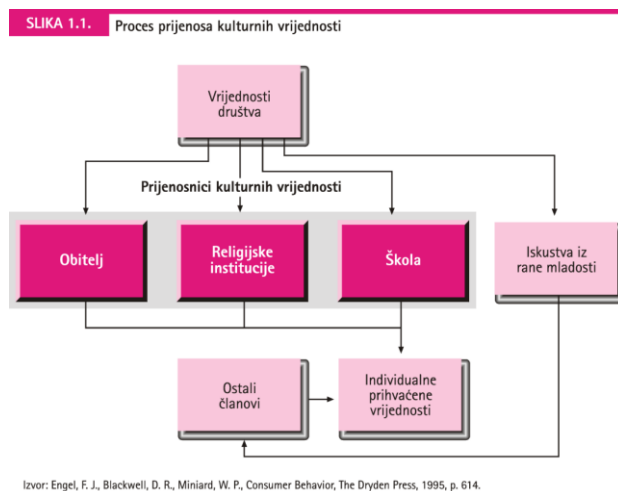 SLIKA 1.1. Proces prijenosa kulturnih vrijednosti
Vrijednosti
društva
Prijenosnici kulturnih vrijednosti
Obitelj
Religijske
institucije
Škola
Iskustva iz
rane mladosti
Ostali
članovi
Individualne
prihvaćene
vrijednosti
Izvor: Engel, F. J., Blackwell, D. R., Miniard, W. P., Consumer Behavior, The Dryden Press, 1995, p. 614.